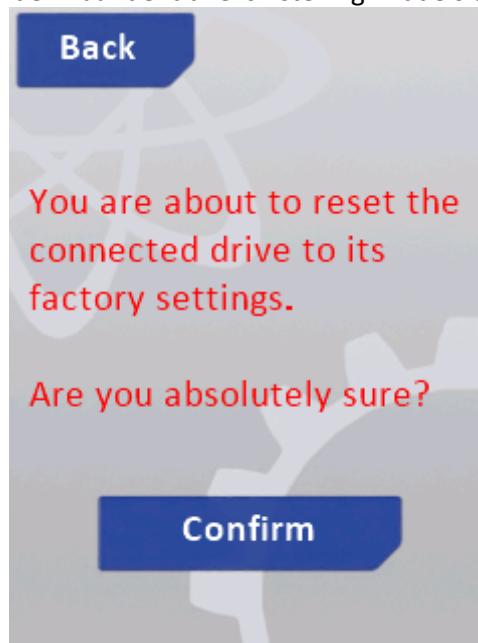 Back
You are about to reset the
connected drive to its
factory settings.
Are you absolutely sure?
Confirm